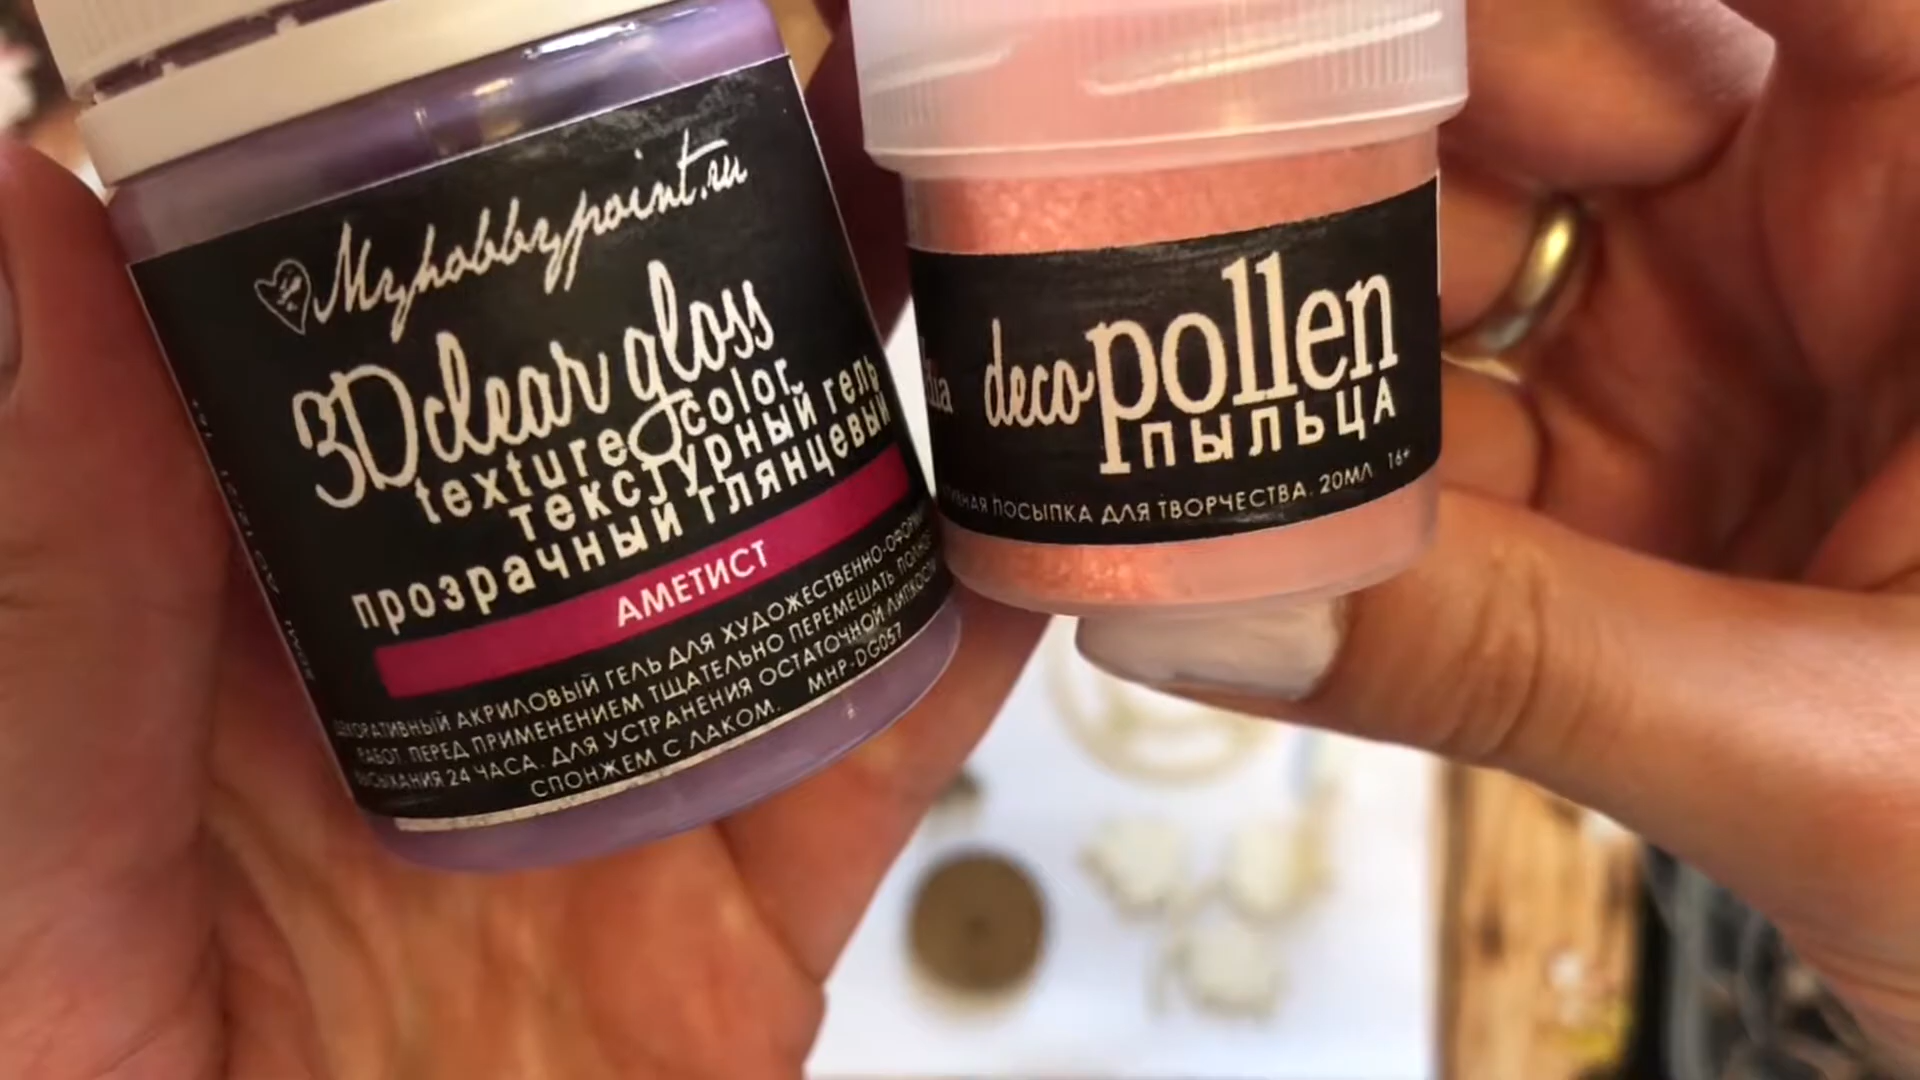 Myhobbypoint.ru
3D clear gloss
texture color
текстурный гель
прозрачный глянцевый
АМЕТИСТ
ДЕКОРАТИВНЫЙ АКРИЛОВЫЙ ГЕЛЬ ДЛЯ ХУДОЖЕСТВЕННО-ОФОРМ
РАБОТ. ПЕРЕД ПРИМЕНЕНИЕМ ТЩАТЕЛЬНО ПЕРЕМЕШАТЬ. ПОЛНОЕ
ВЫСЫХАНИЯ 24 ЧАСА. ДЛЯ УСТРАНЕНИЯ ОСТАТОЧНОЙ ЛИПКОСТИ
СПОНЖЕМ С ЛАКОМ. MHP-DG057
deco pollen
ПЫЛЬЦА
ПОСЫПКА ДЛЯ ТВОРЧЕСТВА. 20МЛ 16+